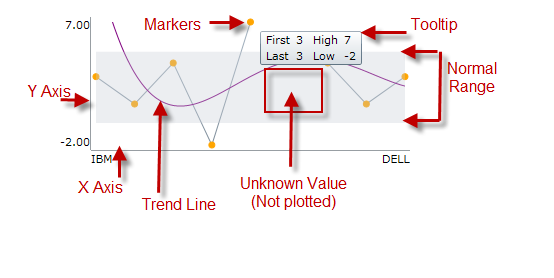 7.00
Markers
Tooltip
First 3 High 7
Last 3 Low -2
Normal
Range
Y Axis
-2.00
IBM
DELL
X Axis
Trend Line
Unknown Value
(Not plotted)